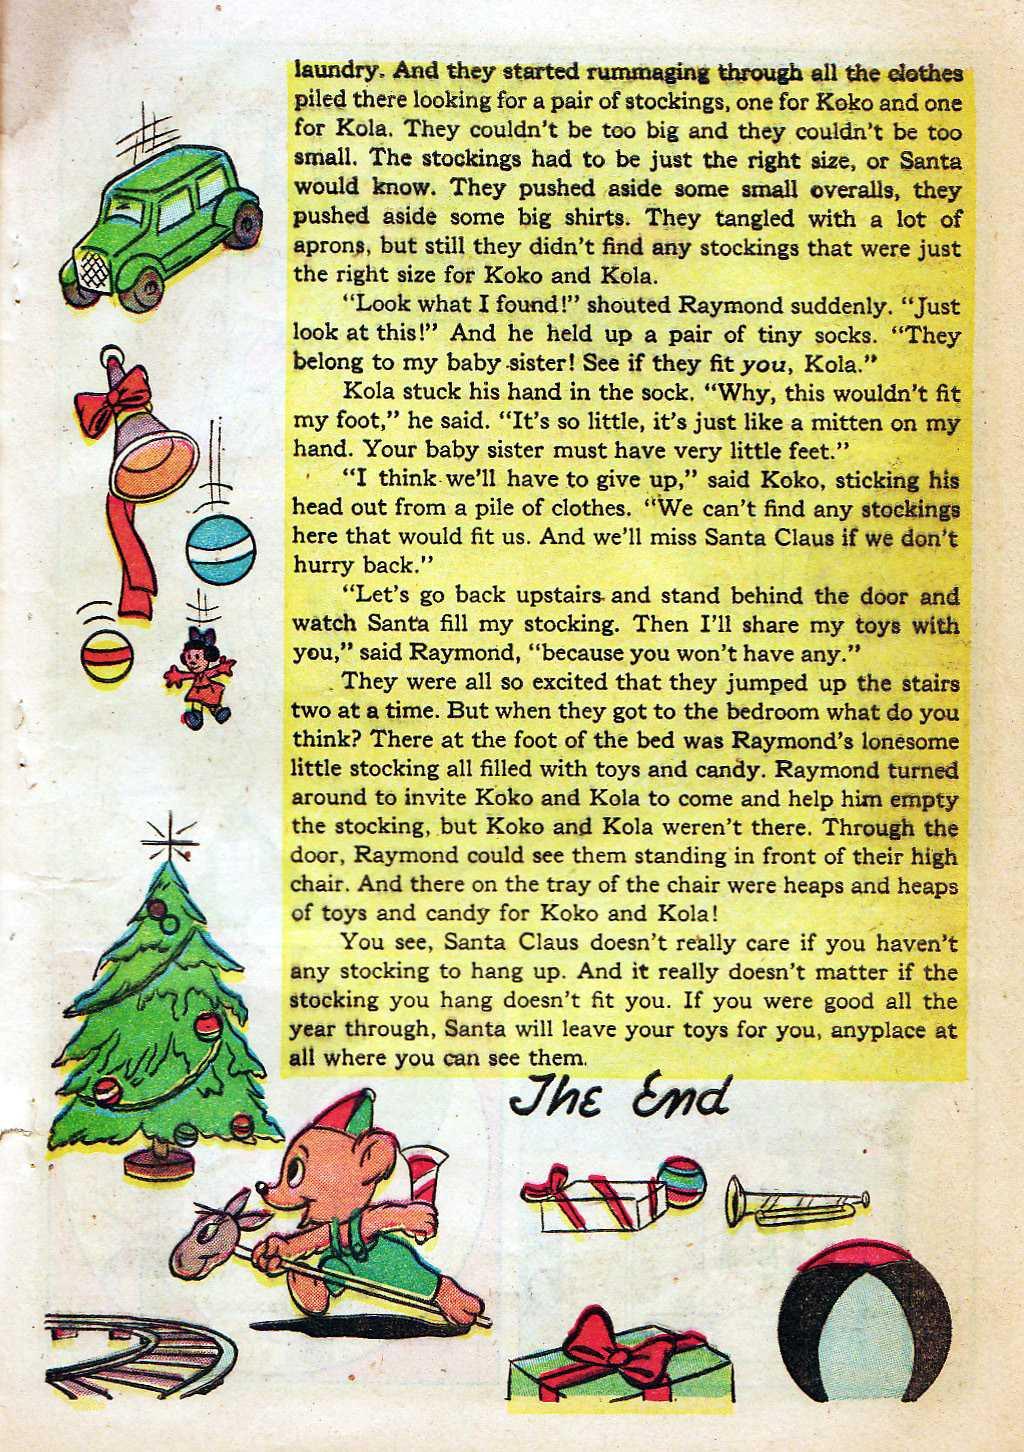 laundry. And they started rummaging through all the clothes
piled there looking for a pair of stockings, one for Koko and one
for Kola. They couldn't be too big and they couldn't be too
small. The stockings had to be just the right size, or Santa
would know. They pushed aside some small overalls, they
pushed aside some big shirts. They tangled with a lot of
aprons, but still they didn't find any stockings that were just
the right size for Koko and Kola.
"Look what I found!" shouted Raymond suddenly. "Just
look at this!" And he held up a pair of tiny socks. "They
belong to my baby sister! See if they fit you, Kola."
Kola stuck his hand in the sock. "Why, this wouldn't fit
my foot," he said. "It's so little, it's just like a mitten on my
hand. Your baby sister must have very little feet."
"I think we'll have to give up," said Koko, sticking his
head out from a pile of clothes. "We can't find any stockings
here that would fit us. And we'll miss Santa Claus if we don't
hurry back."
"Let's go back upstairs and stand behind the door and
watch Santa fill my stocking. Then I'll share my toys with
you," said Raymond, "because you won't have any."
They were all so excited that they jumped up the stairs
two at a time. But when they got to the bedroom what do you
think? There at the foot of the bed was Raymond's lonesome
little stocking all filled with toys and candy. Raymond turned
around to invite Koko and Kola to come and help him empty
the stocking, but Koko and Kola weren't there. Through the
door, Raymond could see them standing in front of their high
chair. And there on the tray of the chair were heaps and heaps
of toys and candy for Koko and Kola!
You see, Santa Claus doesn't really care if you haven't
any stocking to hang up. And it really doesn't matter if the
stocking you hang doesn't fit you. If you were good all the
year through, Santa will leave your toys for you, anyplace at
all where you can see them.
The End